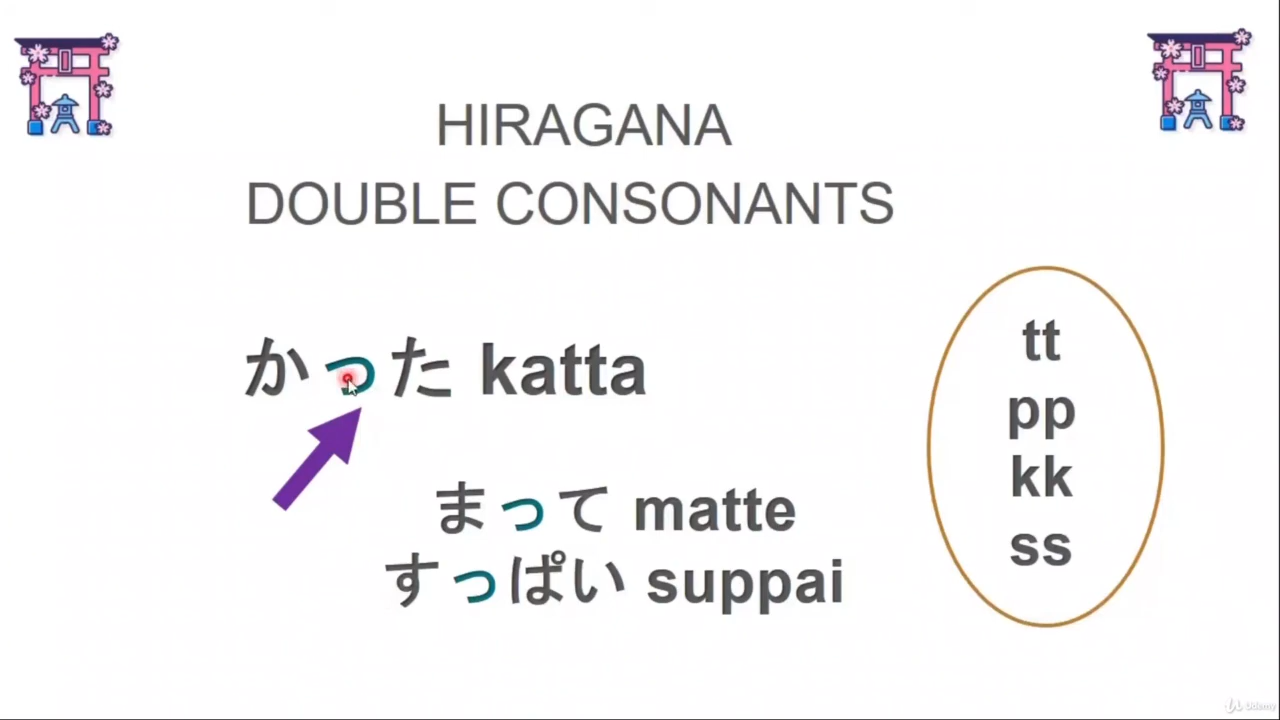 HIRAGANA
DOUBLE CONSONANTS
かった katta
まって matte
すっぱい suppai
tt
pp
kk
ss
Udemy